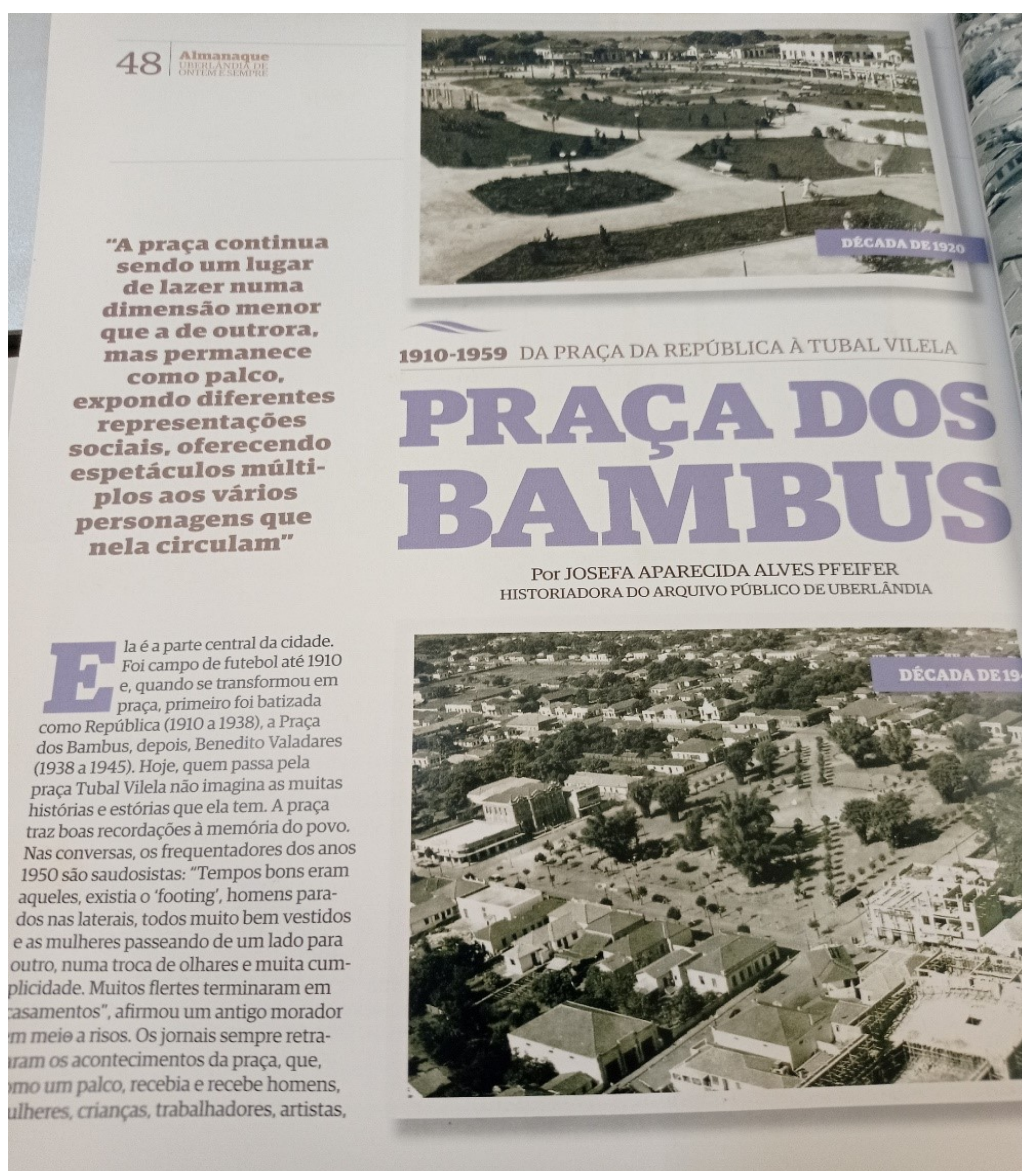 48
Almanaque
UBERLÂNDIA DE
ONTEM E SEMPRE
DÉCADA DE 1920
"A praça continua
sendo um lugar
de lazer numa
dimensão menor
que a de outrora,
mas permanece
como palco,
expondo diferentes
representações
sociais, oferecendo
espetáculos múlti-
plos aos vários
personagens que
nela circulam"
1910-1959 DA PRAÇA DA REPÚBLICA À TUBAL VILELA
PRAÇA DOS
BAMBUS
Por JOSEFA APARECIDA ALVES PFEIFER
HISTORIADORA DO ARQUIVO PÚBLICO DE UBERLÂNDIA
DÉCADA DE 19
Ela é a parte central da cidade.
Foi campo de futebol até 1910
e, quando se transformou em
praça, primeiro foi batizada
como República (1910 a 1938), a Praça
dos Bambus, depois, Benedito Valadares
(1938 a 1945). Hoje, quem passa pela
praça Tubal Vilela não imagina as muitas
histórias e estórias que ela tem. A praça
traz boas recordações à memória do povo.
Nas conversas, os frequentadores dos anos
1950 são saudosistas: "Tempos bons eram
aqueles, existia o 'footing', homens para-
dos nas laterais, todos muito bem vestidos
e as mulheres passeando de um lado para
outro, numa troca de olhares e muita cum-
plicidade. Muitos flertes terminaram em
casamentos", afirmou um antigo morador
em meio a risos. Os jornais sempre retra-
ram os acontecimentos da praça, que,
omo um palco, recebia e recebe homens,
ulheres, crianças, trabalhadores, artistas,